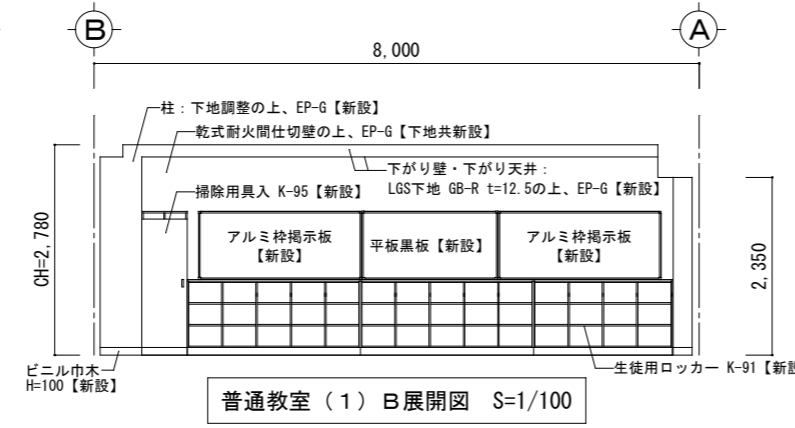 B
A
8,000
柱：下地調整の上、EP-G【新設】
乾式耐火間仕切壁の上、EP-G【下地共新設】
下がり壁・下がり天井：
LGS下地 GB-R t=12.5の上、EP-G【新設】
掃除用具入 K-95【新設】
CH=2,780
アルミ枠掲示板
【新設】
平板黒板【新設】
アルミ枠掲示板
【新設】
2,350
ビニル巾木
H=100【新設】
生徒用ロッカー K-91【新設
普通教室（１）Ｂ展開図 S=1/100